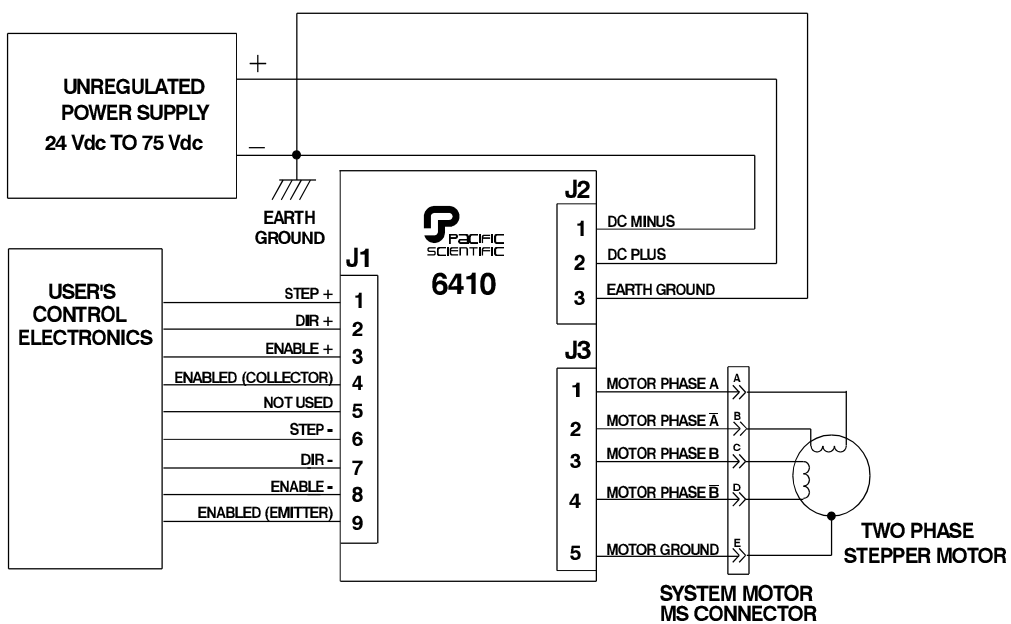 +
UNREGULATED
POWER SUPPLY
24 Vdc TO 75 Vdc
—
EARTH
GROUND
USER'S
CONTROL
ELECTRONICS
J1
STEP + 1
DIR + 2
ENABLE + 3
ENABLED (COLLECTOR) 4
NOT USED 5
STEP - 6
DIR - 7
ENABLE - 8
ENABLED (EMITTER) 9
PACIFIC
SCIENTIFIC
6410
J2
1 DC MINUS
2 DC PLUS
3 EARTH GROUND
J3
1 MOTOR PHASE A A
2 MOTOR PHASE A̅ B
3 MOTOR PHASE B C
4 MOTOR PHASE B̅ D
5 MOTOR GROUND E
TWO PHASE
STEPPER MOTOR
SYSTEM MOTOR
MS CONNECTOR